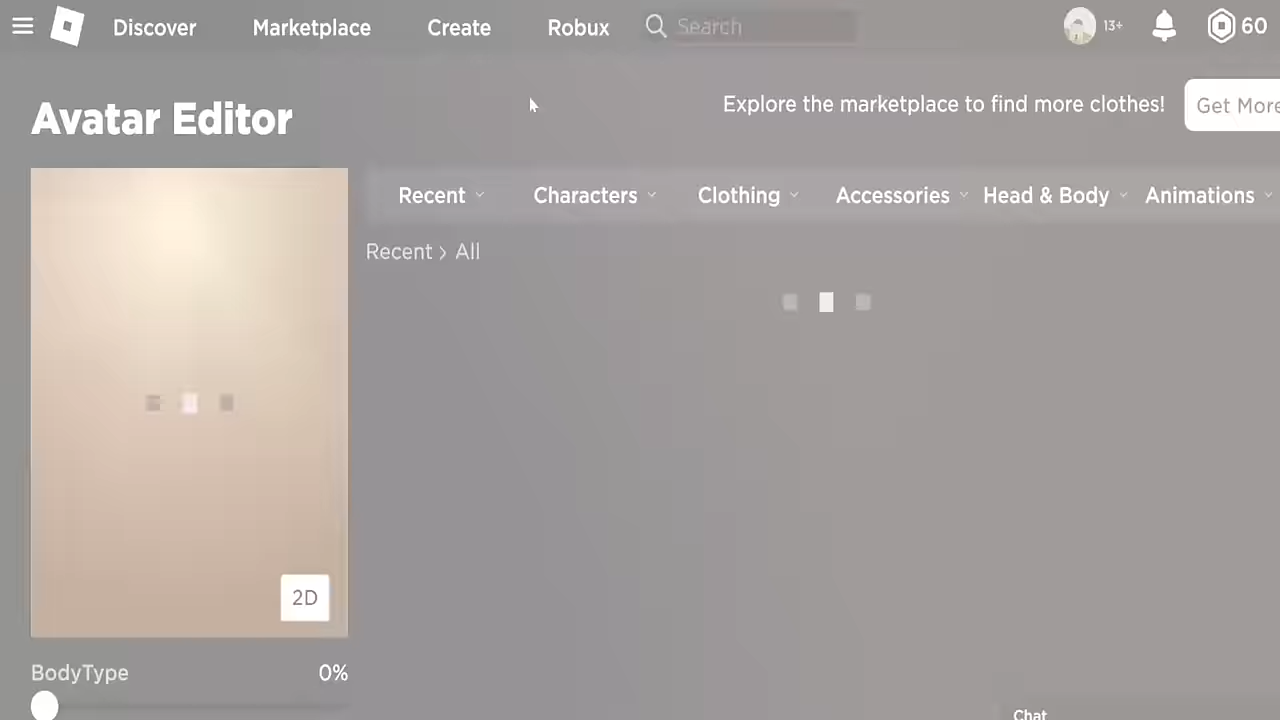 Discover Marketplace Create Robux Search 13+ 60
Avatar Editor
Explore the marketplace to find more clothes! Get More
Recent Characters Clothing Accessories Head & Body Animations
Recent > All
2D
BodyType 0%
Chat